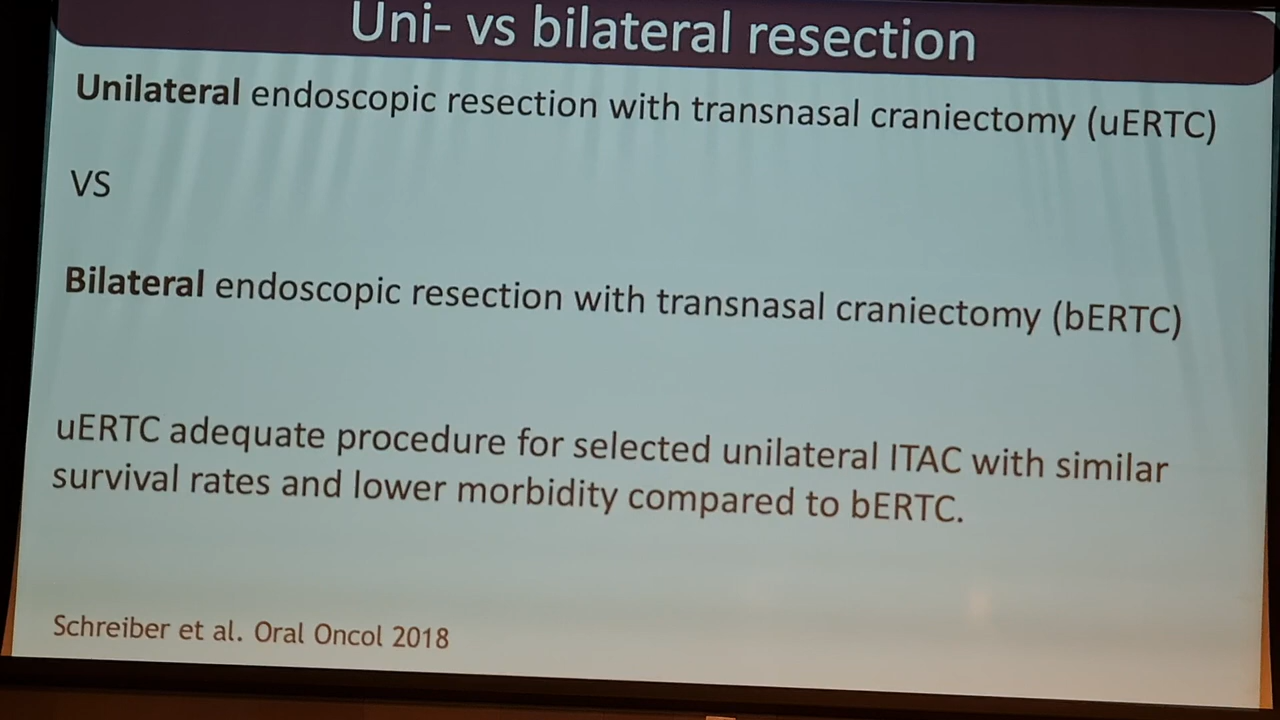 Uni- vs bilateral resection
Unilateral endoscopic resection with transnasal craniectomy (uERTC)
VS
Bilateral endoscopic resection with transnasal craniectomy (bERTC)
uERTC adequate procedure for selected unilateral ITAC with similar
survival rates and lower morbidity compared to bERTC.
Schreiber et al. Oral Oncol 2018